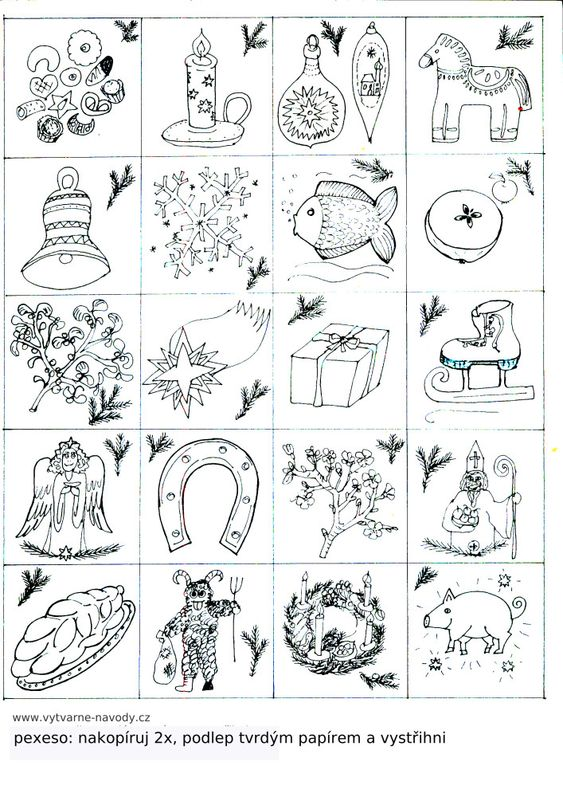 www.vytvarne-navody.cz
pexeso: nakopíruj 2x, podlep tvrdým papírem a vystřihni